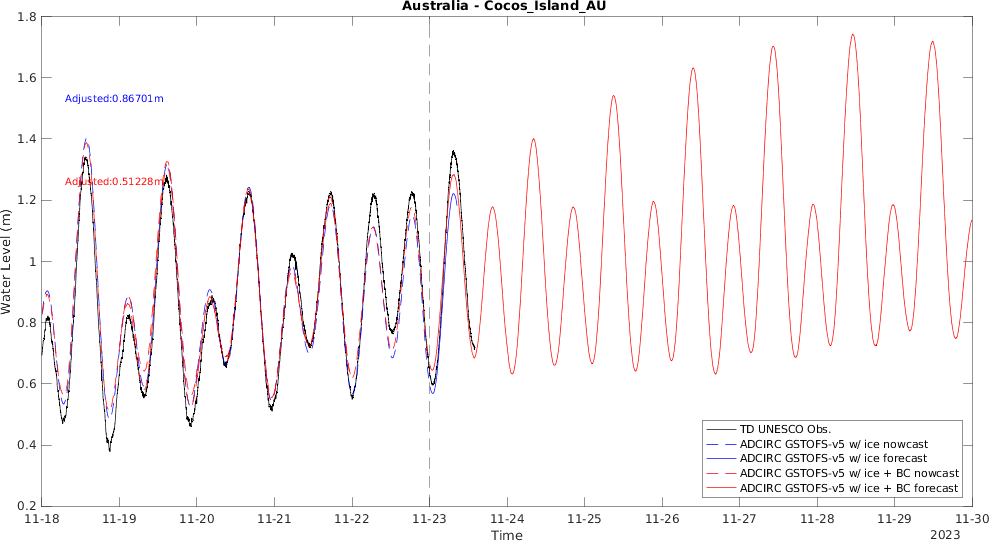 Australia - Cocos_Island_AU
1.8
1.6
1.4
1.2
1
0.8
0.6
0.4
0.2
Water Level (m)
Adjusted:0.86701m
Adjusted:0.51228m
TD UNESCO Obs.
ADCIRC GSTOFS-v5 w/ ice nowcast
ADCIRC GSTOFS-v5 w/ ice forecast
ADCIRC GSTOFS-v5 w/ ice + BC nowcast
ADCIRC GSTOFS-v5 w/ ice + BC forecast
11-18 11-19 11-20 11-21 11-22 11-23 11-24 11-25 11-26 11-27 11-28 11-29 11-30
Time
2023